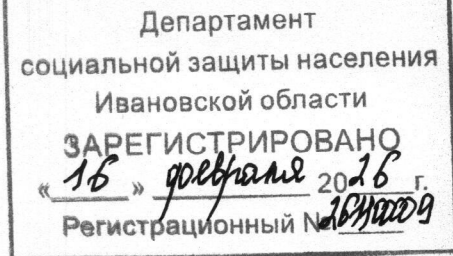 Департамент
социальной защиты населения
Ивановской области
ЗАРЕГИСТРИРОВАНО
«16» февраля 2026 г.
Регистрационный №